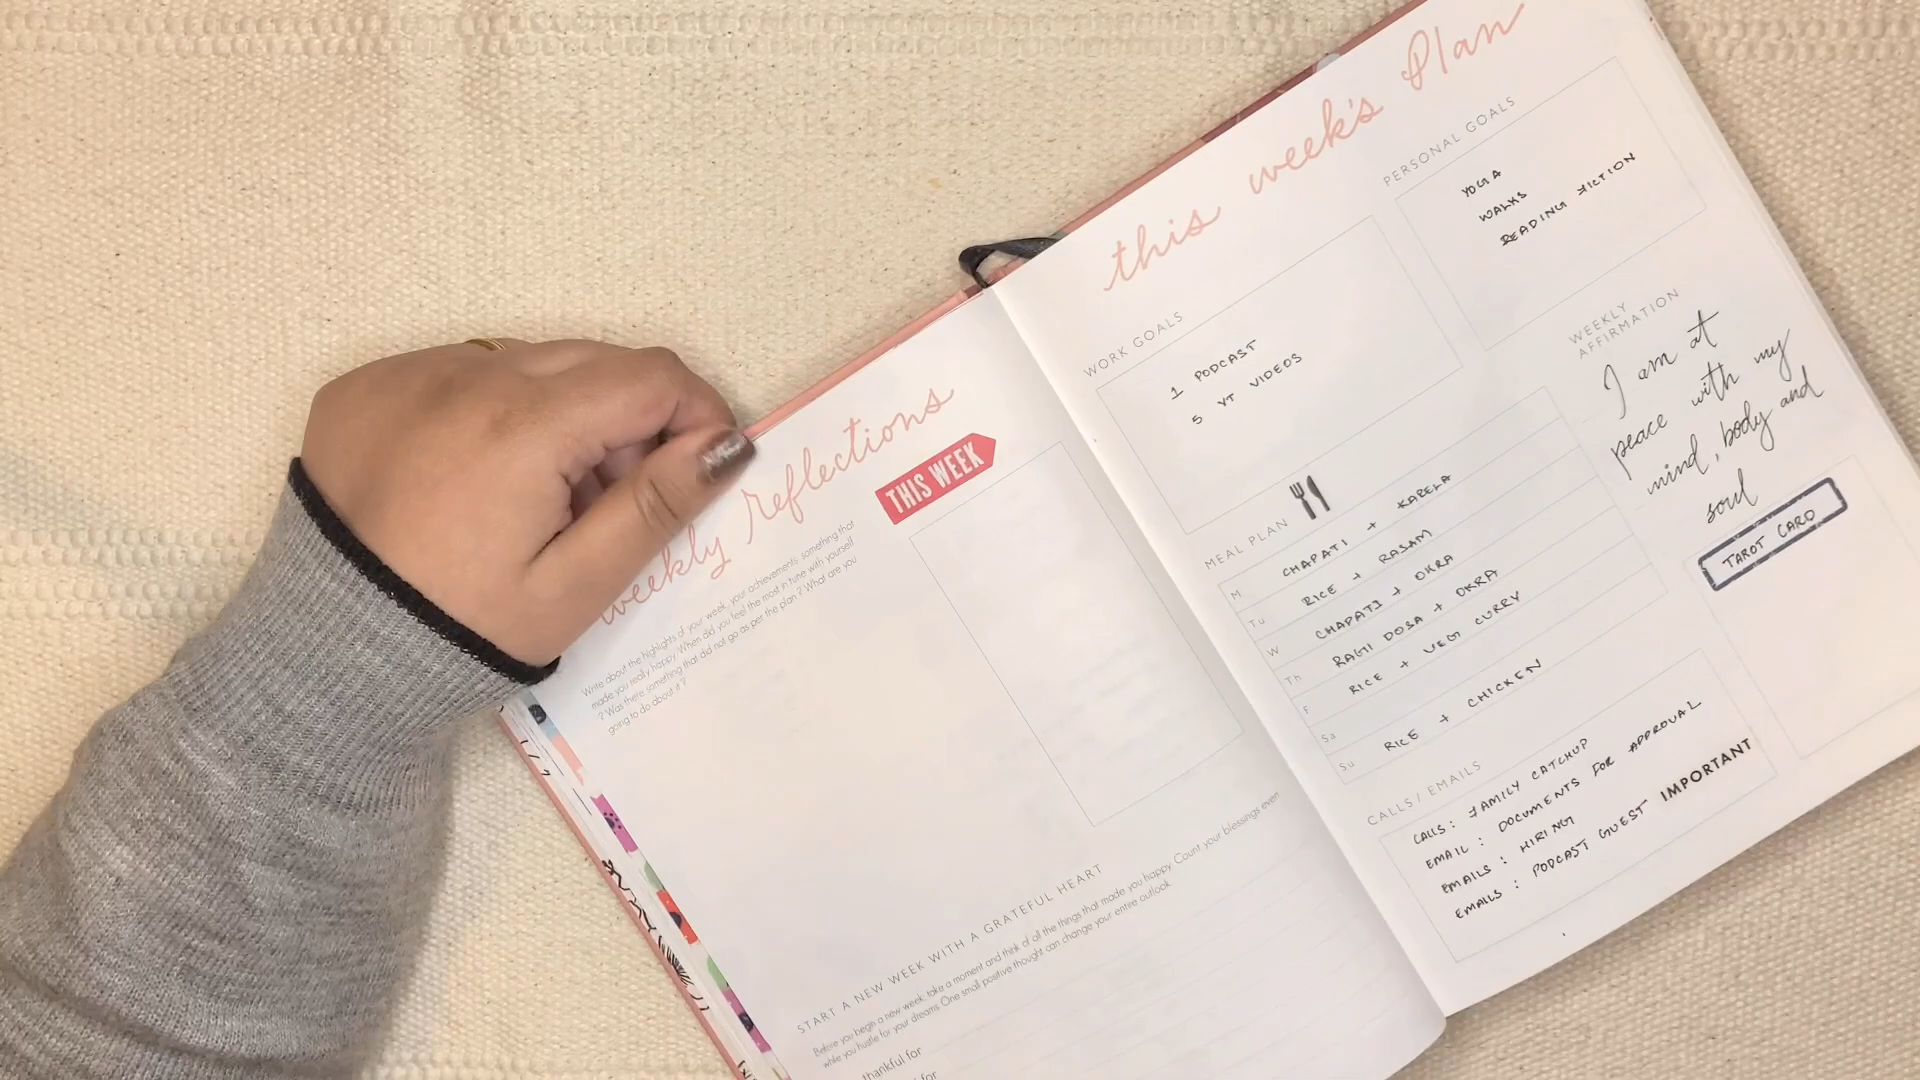 weekly reflections
Write about the highlights of your week, your achievements, something that
made you really happy. When did you feel the most in tune with yourself
? Was there something that did not go as per the plan? What are you
going to do about it?
THIS WEEK
START A NEW WEEK WITH A GRATEFUL HEART
Before you begin a new week, take a moment and think of all the things that made you happy. Count your blessings even
while you hustle for your dreams. One small positive thought can change your entire outlook.
thankful for
for
this week's Plan
WORK GOALS
1 PODCAST
5 YT VIDEOS
PERSONAL GOALS
YOGA
WALKS
READING FICTION
MEAL PLAN
M CHAPATI + KARELA
Tu RICE + RASAM
W CHAPATI + OKRA
Th RAGI DOSA + OKRA
F RICE + VEG CURRY
Sa
Su RICE + CHICKEN
WEEKLY
AFFIRMATION
I am at
peace with my
mind, body and
soul
TAROT CARD
CALLS / EMAILS
CALLS : FAMILY CATCHUP
EMAIL : DOCUMENTS FOR APPROVAL
EMAILS : HIRING
EMAILS : PODCAST GUEST IMPORTANT